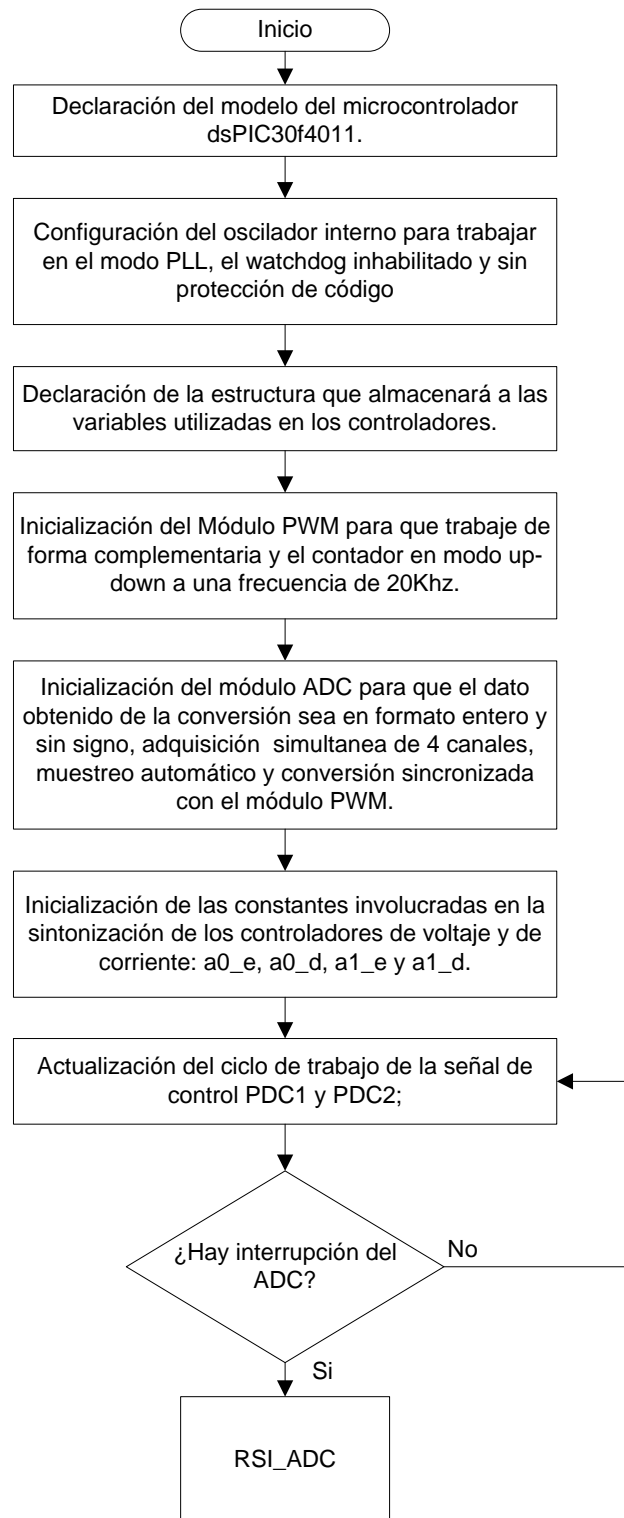 Inicio
Declaración del modelo del microcontrolador
dsPIC30f4011.
Configuración del oscilador interno para trabajar
en el modo PLL, el watchdog inhabilitado y sin
protección de código
Declaración de la estructura que almacenará a las
variables utilizadas en los controladores.
Inicialización del Módulo PWM para que trabaje de
forma complementaria y el contador en modo up-
down a una frecuencia de 20Khz.
Inicialización del módulo ADC para que el dato
obtenido de la conversión sea en formato entero y
sin signo, adquisición simultanea de 4 canales,
muestreo automático y conversión sincronizada
con el módulo PWM.
Inicialización de las constantes involucradas en la
sintonización de los controladores de voltaje y de
corriente: a0_e, a0_d, a1_e y a1_d.
Actualización del ciclo de trabajo de la señal de
control PDC1 y PDC2;
¿Hay interrupción del
ADC?
No
Si
RSI_ADC